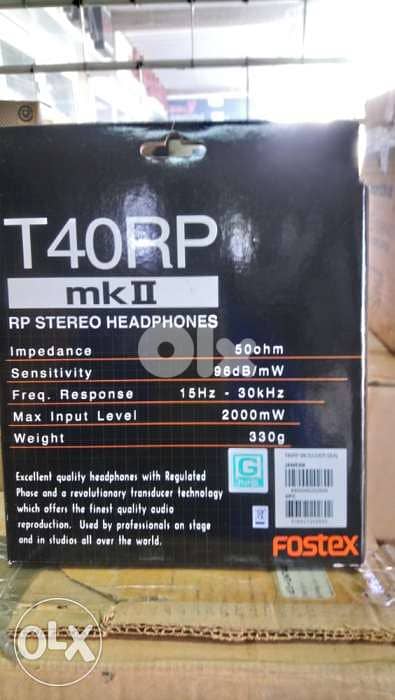 T40RP
mkII
RP STEREO HEADPHONES
Impedance 50ohm
Sensitivity 96dB/mW
Freq. Response 15Hz - 30kHz
Max Input Level 2000mW
Weight 330g
Excellent quality headphones with Regulated
Phase and a revolutionary transducer technology
which offers the finest quality audio
reproduction. Used by professionals on stage
and in studios all over the world.
G
FOSTEX
OLX
OLX